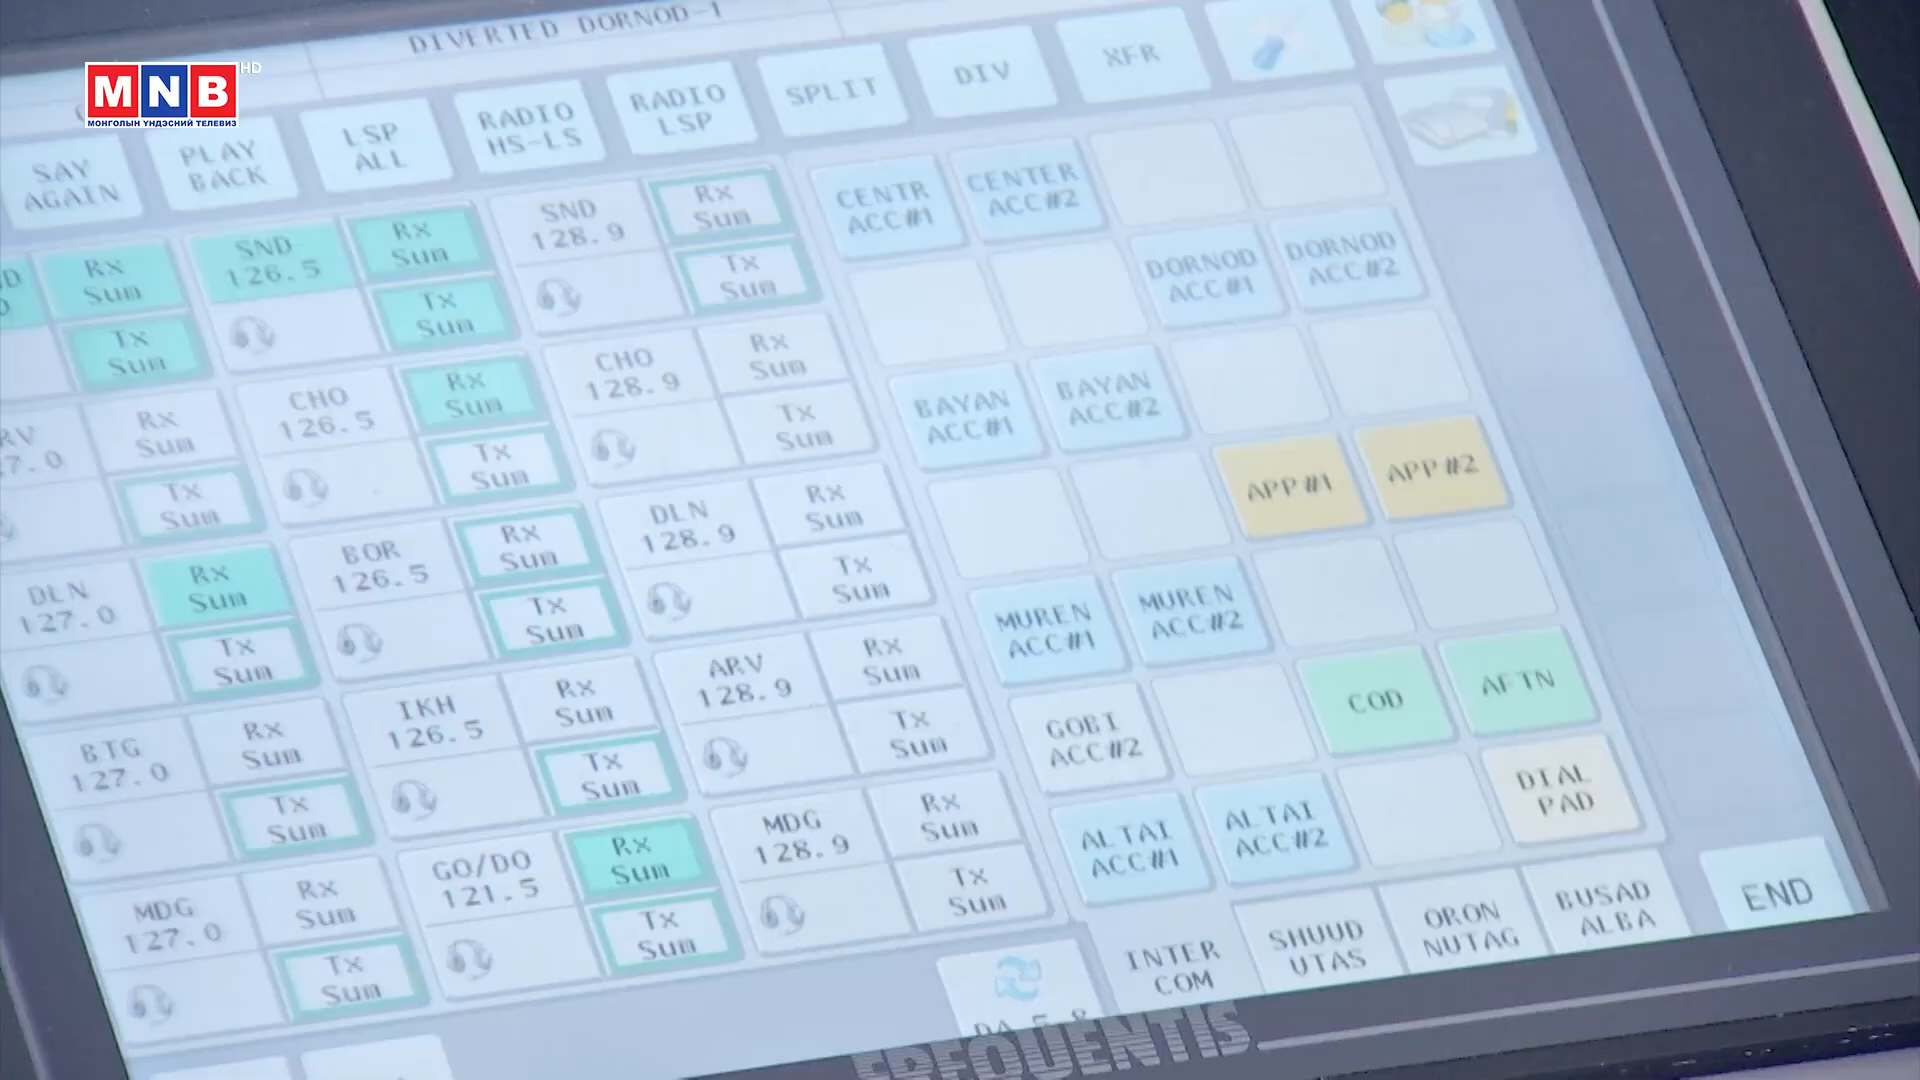 DIVERTED DORNOD-1
MNB HD
МОНГОЛЫН ҮНДЭСНИЙ ТЕЛЕВИЗ
SAY AGAIN
PLAY BACK
LSP ALL
RADIO HS-LS
RADIO LSP
SPLIT
DIV
XFR
Rx Sum
Tx Sum
SND 126.5
Rx Sum
Tx Sum
SND 128.9
Rx Sum
Tx Sum
Rx Sum
Tx Sum
CHO 126.5
Rx Sum
Tx Sum
CHO 128.9
Rx Sum
Tx Sum
DLN 127.0
Rx Sum
Tx Sum
BOR 126.5
Rx Sum
Tx Sum
DLN 128.9
Rx Sum
Tx Sum
BTG 127.0
Rx Sum
Tx Sum
IKH 126.5
Rx Sum
Tx Sum
ARV 128.9
Rx Sum
Tx Sum
MDG 127.0
Rx Sum
Tx Sum
GO/DO 121.5
Rx Sum
Tx Sum
MDG 128.9
Rx Sum
Tx Sum
CENTR ACC#1
CENTER ACC#2
DORNOD ACC#1
DORNOD ACC#2
BAYAN ACC#1
BAYAN ACC#2
APP#1
APP#2
MUREN ACC#1
MUREN ACC#2
GOBI ACC#2
COD
AFTN
ALTAI ACC#1
ALTAI ACC#2
DIAL PAD
INTER COM
SHUUD UTAS
ORON NUTAG
BUSAD ALBA
END
FREQUENTIS